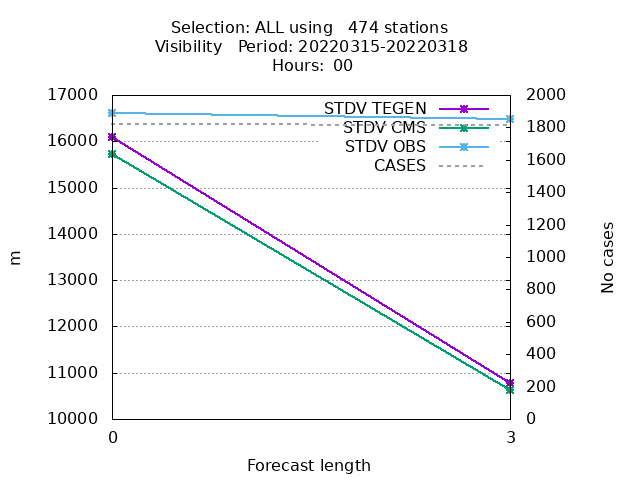 Selection: ALL using   474 stations
Visibility   Period: 20220315-20220318
Hours:  00
17000
16000
15000
14000
13000
12000
11000
10000
m
2000
1800
1600
1400
1200
1000
800
600
400
200
0
No cases
STDV TEGEN
STDV CMS
STDV OBS
CASES
0
3
Forecast length